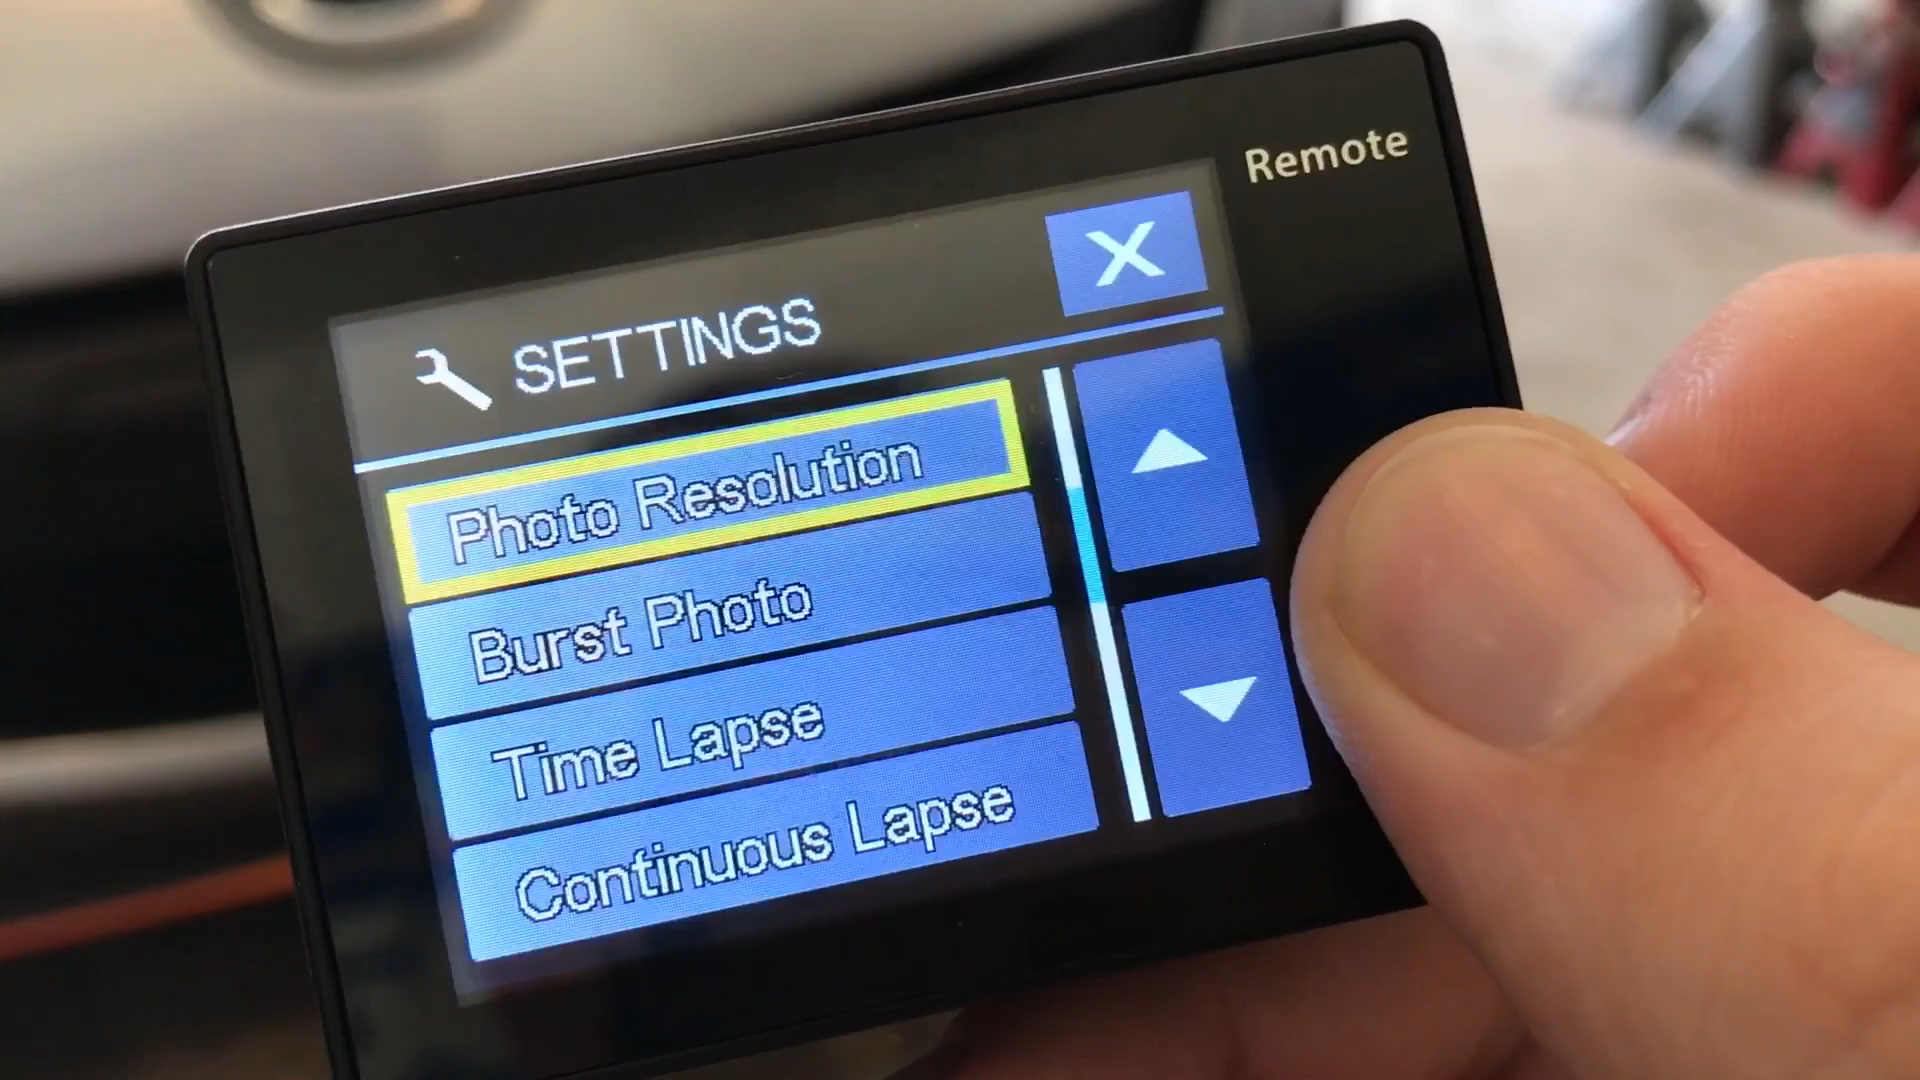 Remote
SETTINGS
X
Photo Resolution
Burst Photo
Time Lapse
Continuous Lapse